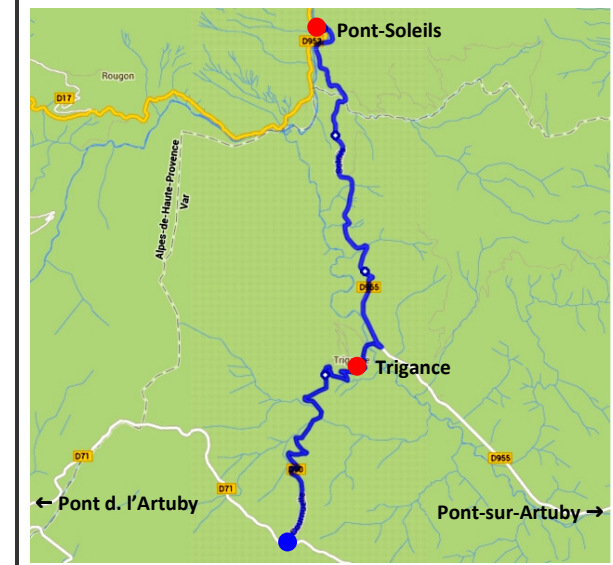 Pont-Soleils
D952
Rougon
D17
Alpes-de-Haute-Provence
Var
D955
Trigance
D71
D955
D90
D71
← Pont d. l'Artuby
Pont-sur-Artuby →